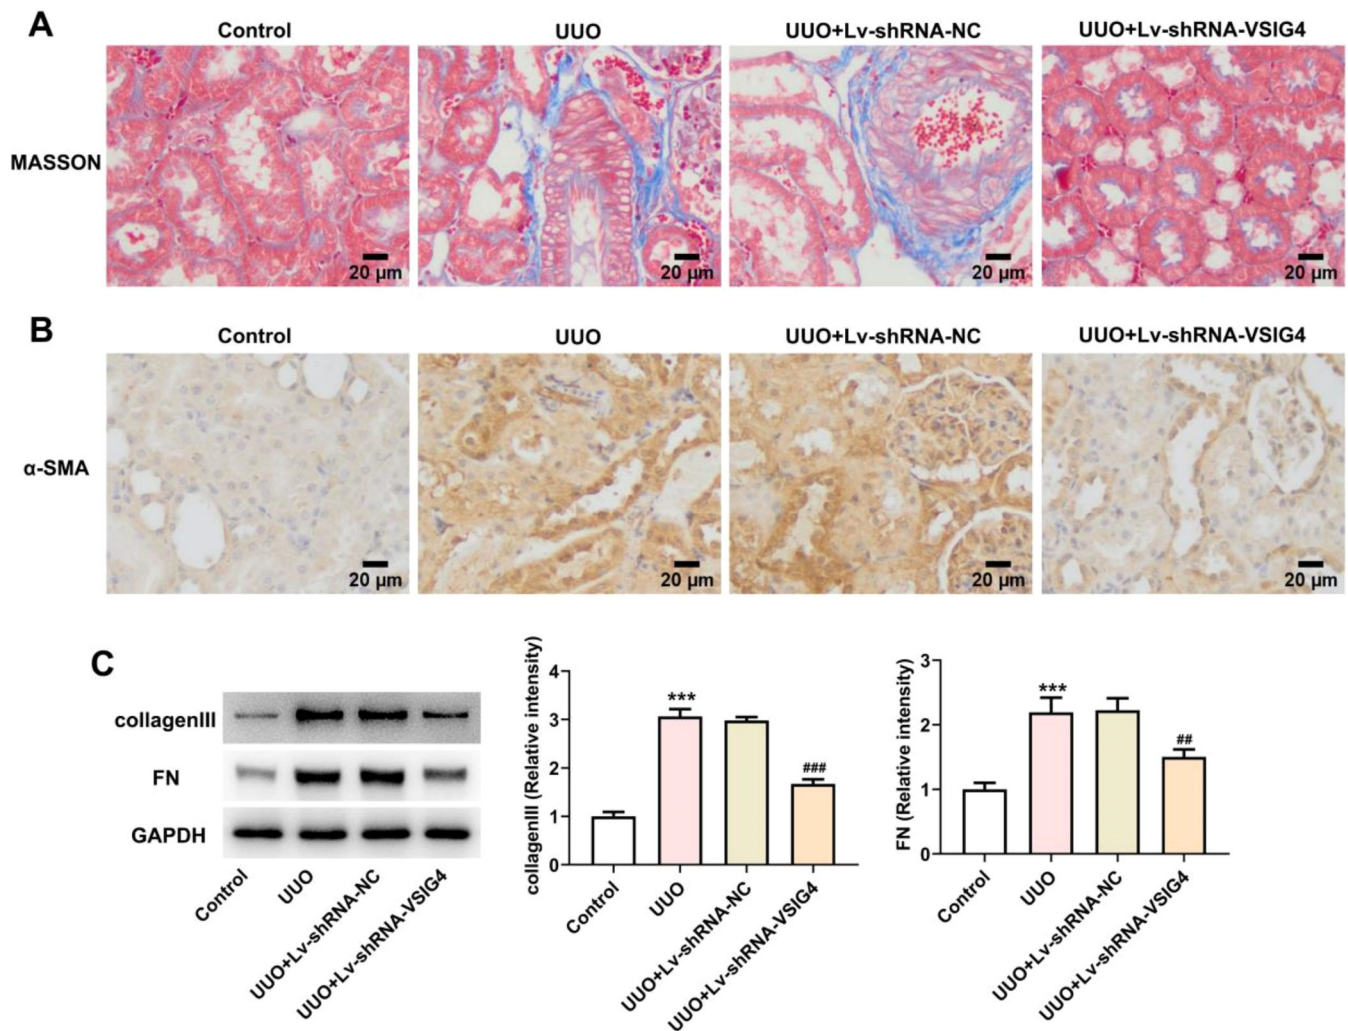 A
Control
UUO
UUO+Lv-shRNA-NC
UUO+Lv-shRNA-VSIG4
MASSON
20 μm
20 μm
20 μm
20 μm
B
Control
UUO
UUO+Lv-shRNA-NC
UUO+Lv-shRNA-VSIG4
α-SMA
20 μm
20 μm
20 μm
20 μm
C
collagenIII
FN
GAPDH
Control
UUO
UUO+Lv-shRNA-NC
UUO+Lv-shRNA-VSIG4
collagenIII (Relative intensity)
4
3
2
1
0
***
###
Control
UUO
UUO+Lv-shRNA-NC
UUO+Lv-shRNA-VSIG4
FN (Relative intensity)
3
2
1
0
***
##
Control
UUO
UUO+Lv-shRNA-NC
UUO+Lv-shRNA-VSIG4